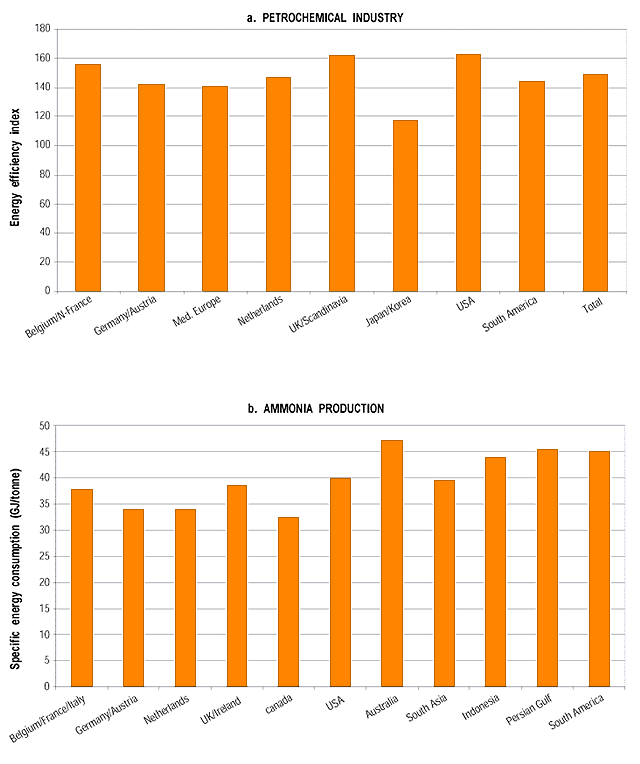 a. PETROCHEMICAL INDUSTRY
Energy efficiency index
180
160
140
120
100
80
60
40
20
0
Belgium/N-France
Germany/Austria
Med. Europe
Netherlands
UK/Scandinavia
Japan/Korea
USA
South America
Total
b. AMMONIA PRODUCTION
Specific energy consumption (GJ/tonne)
50
45
40
35
30
25
20
15
10
5
0
Belgium/France/Italy
Germany/Austria
Netherlands
UK/Ireland
canada
USA
Australia
South Asia
Indonesia
Persian Gulf
South America